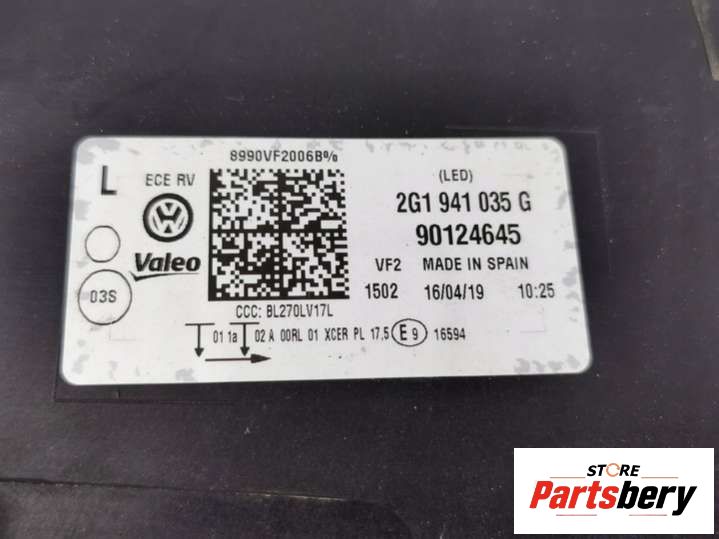 8990VF2006B%
L
ECE RV
(LED)
2G1 941 035 G
90124645
Valeo
VF2 MADE IN SPAIN
03S
1502 16/04/19 10:25
CCC: BL270LV17L
01 1a 02 A 00RL 01 XCER PL 17,5 E9 16594
STORE
Partsbery